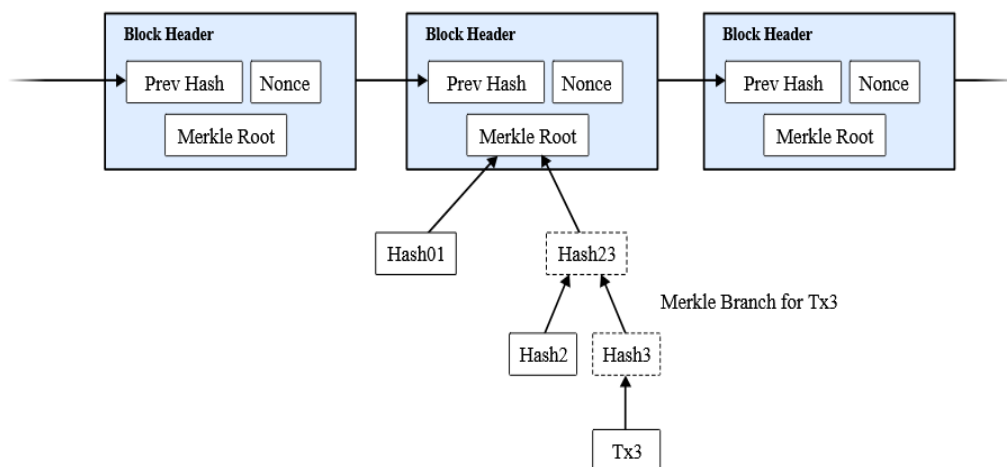 Block Header
Block Header
Block Header
Prev Hash
Nonce
Prev Hash
Nonce
Prev Hash
Nonce
Merkle Root
Merkle Root
Merkle Root
Hash01
Hash23
Merkle Branch for Tx3
Hash2
Hash3
Tx3